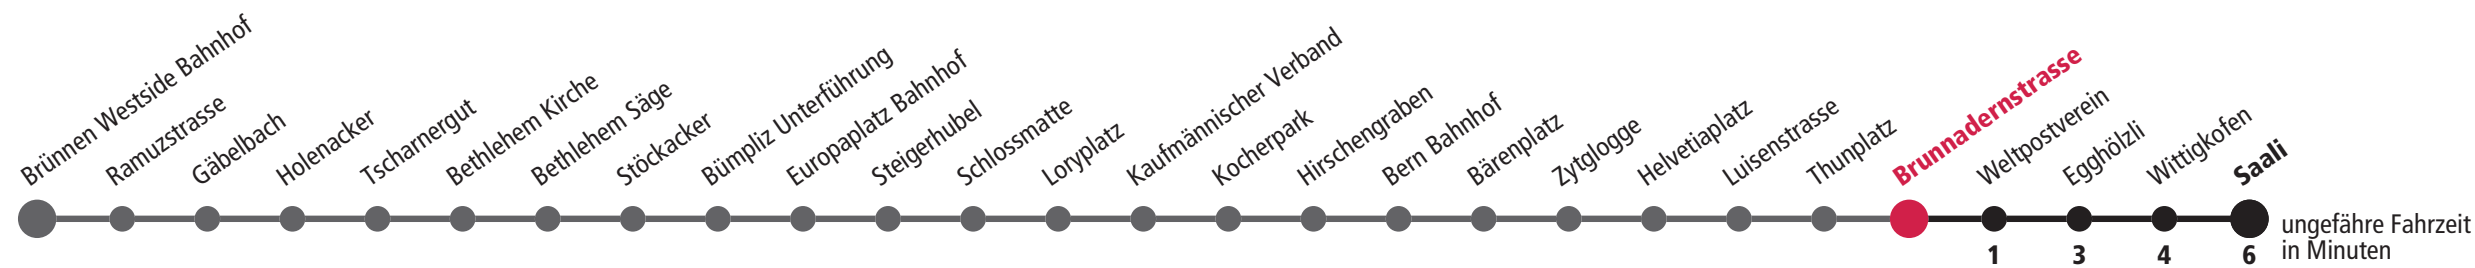 Brünnen Westside Bahnhof
Ramuzstrasse
Gäbelbach
Holenacker
Tscharnergut
Bethlehem Kirche
Bethlehem Säge
Stöckacker
Bümpliz Unterführung
Europaplatz Bahnhof
Steigerhubel
Schlossmatte
Loryplatz
Kaufmännischer Verband
Kocherpark
Hirschengraben
Bern Bahnhof
Bärenplatz
Zytglogge
Helvetiaplatz
Luisenstrasse
Thunplatz
Brunnadernstrasse
Weltpostverein
Egghölzli
Wittigkofen
Saali
1 3 4 6
ungefähre Fahrzeit
in Minuten